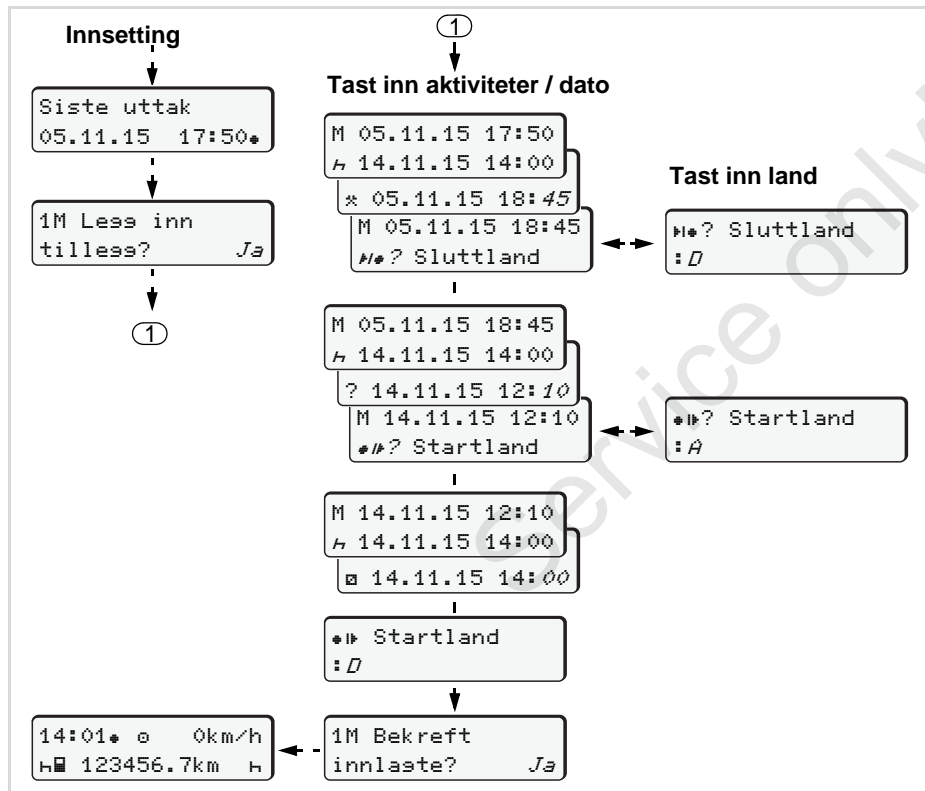 Innsetting
Siste uttak
05.11.15 17:50
1M Legg inn
tillegg? Ja
1
1
Tast inn aktiviteter / dato
M 05.11.15 17:50
14.11.15 14:00
05.11.15 18:45
M 05.11.15 18:45
? Sluttland
Tast inn land
? Sluttland
:D
M 05.11.15 18:45
14.11.15 14:00
? 14.11.15 12:10
M 14.11.15 12:10
? Startland
? Startland
:A
M 14.11.15 12:10
14.11.15 14:00
14.11.15 14:00
Startland
:D
1M Bekreft
innlagte? Ja
14:01 0km/h
123456.7km
Service only